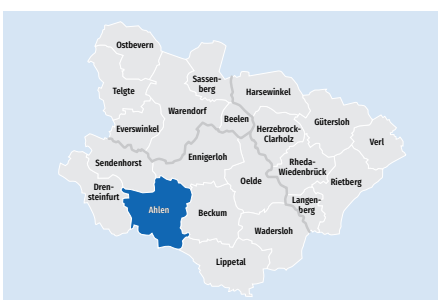 Ostbevern
Sassen-
berg
Telgte
Harsewinkel
Warendorf
Beelen
Gütersloh
Everswinkel
Herzebrock-
Clarholz
Verl
Sendenhorst
Ennigerloh
Rheda-
Wiedenbrück
Oelde
Rietberg
Dren-
steinfurt
Langen-
berg
Ahlen
Beckum
Wadersloh
Lippetal